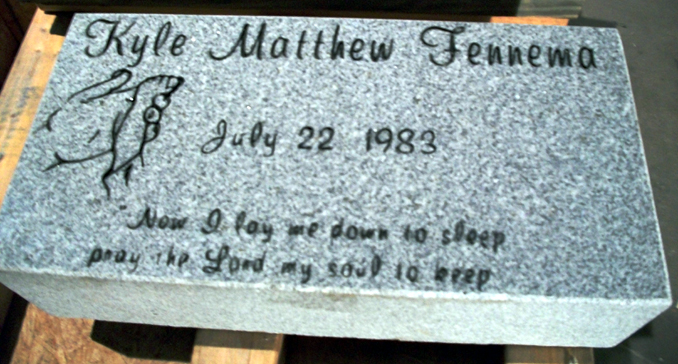 Kyle Matthew Fennema
July 22 1983
"Now I lay me down to sleep
pray the Lord my soul to keep